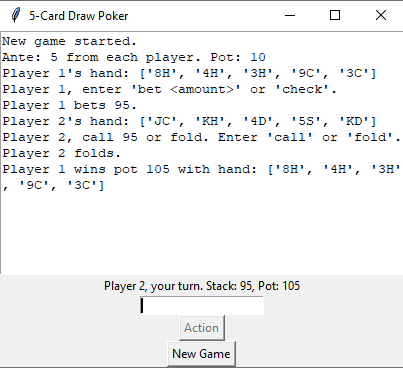 5-Card Draw Poker
New game started.
Ante: 5 from each player. Pot: 10
Player 1's hand: ['8H', '4H', '3H', '9C', '3C']
Player 1, enter 'bet <amount>' or 'check'.
Player 1 bets 95.
Player 2's hand: ['JC', 'KH', '4D', '5S', 'KD']
Player 2, call 95 or fold. Enter 'call' or 'fold'.
Player 2 folds.
Player 1 wins pot 105 with hand: ['8H', '4H', '3H'
, '9C', '3C']
Player 2, your turn. Stack: 95, Pot: 105
Action
New Game